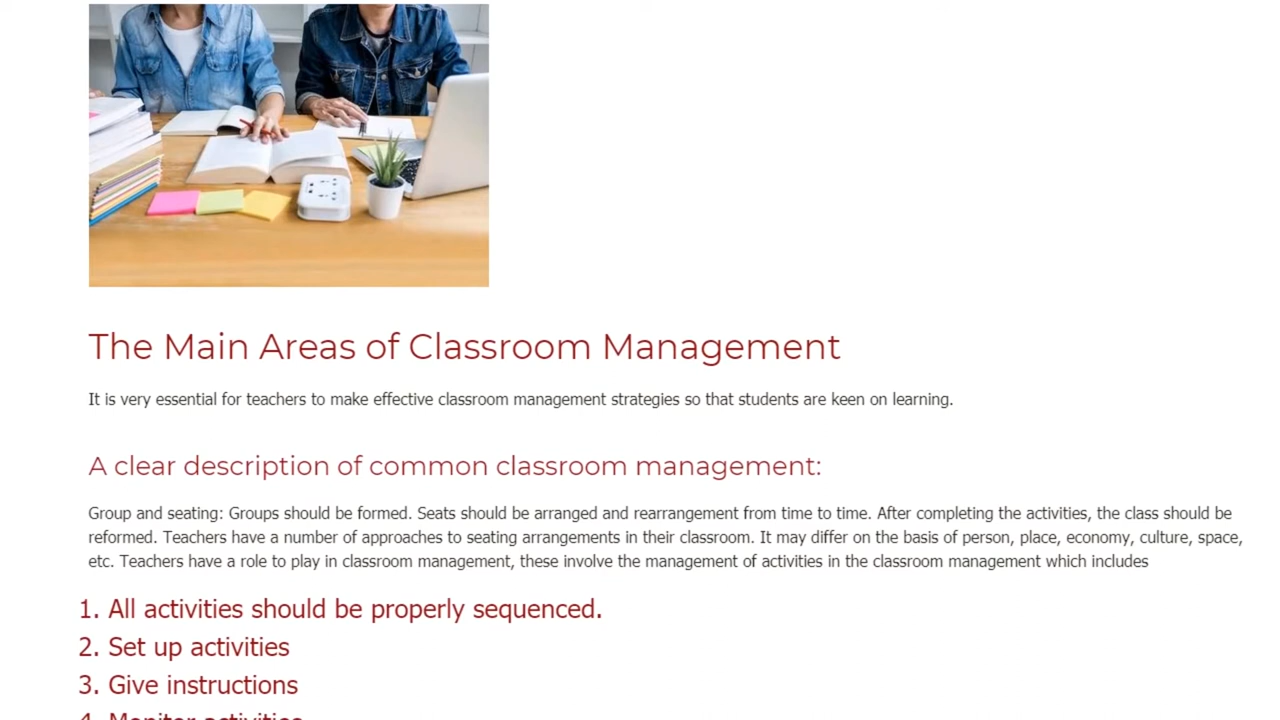 The Main Areas of Classroom Management
It is very essential for teachers to make effective classroom management strategies so that students are keen on learning.
A clear description of common classroom management:
Group and seating: Groups should be formed. Seats should be arranged and rearrangement from time to time. After completing the activities, the class should be
reformed. Teachers have a number of approaches to seating arrangements in their classroom. It may differ on the basis of person, place, economy, culture, space,
etc. Teachers have a role to play in classroom management, these involve the management of activities in the classroom management which includes
1. All activities should be properly sequenced.
2. Set up activities
3. Give instructions
4. Monitor activities